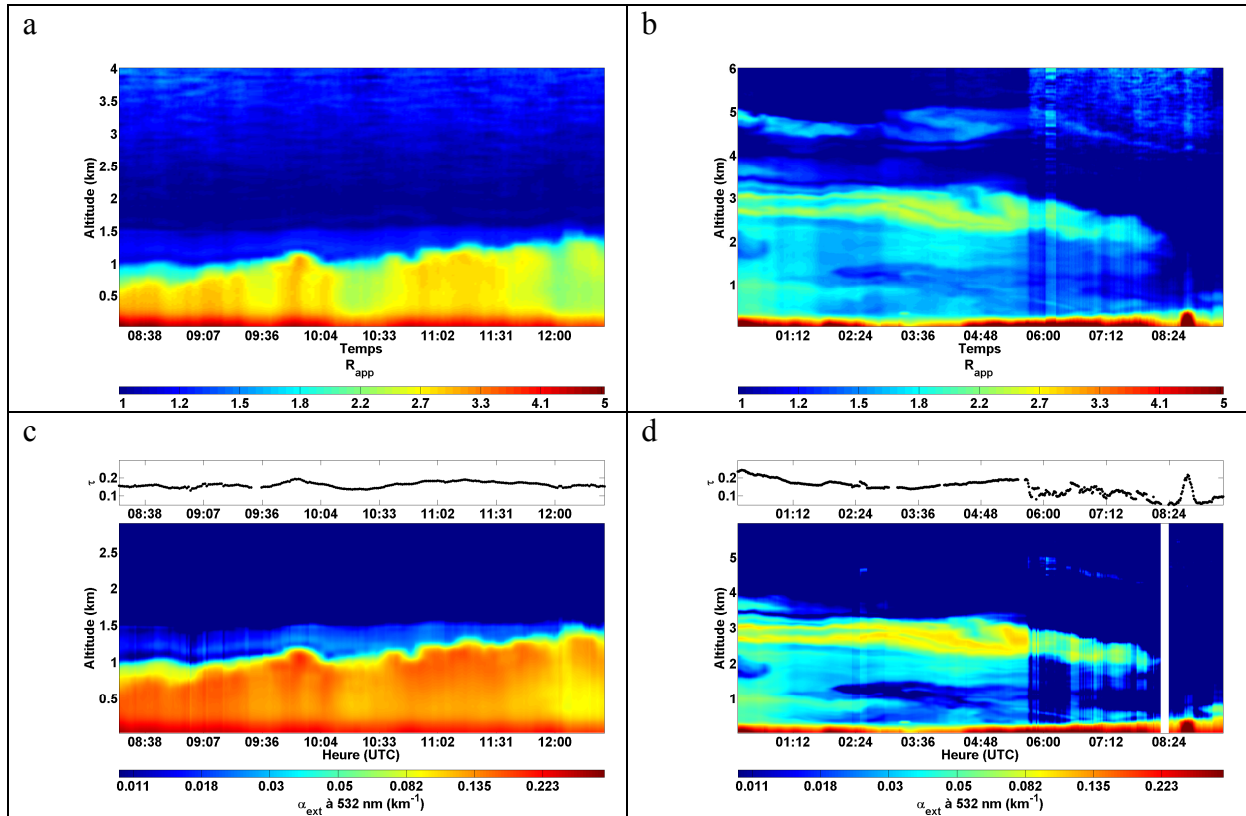 a
4
3.5
3
2.5
2
1.5
1
0.5
Altitude (km)
08:38 09:07 09:36 10:04 10:33 11:02 11:31 12:00
Temps
R_app
1 1.2 1.5 1.8 2.2 2.7 3.3 4.1 5
b
6
5
4
3
2
1
Altitude (km)
01:12 02:24 03:36 04:48 06:00 07:12 08:24
Temps
R_app
1 1.2 1.5 1.8 2.2 2.7 3.3 4.1 5
c
τ
0.2
0.1
08:38 09:07 09:36 10:04 10:33 11:02 11:31 12:00
2.5
2
1.5
1
0.5
Altitude (km)
08:38 09:07 09:36 10:04 10:33 11:02 11:31 12:00
Heure (UTC)
0.011 0.018 0.03 0.05 0.082 0.135 0.223
α_ext à 532 nm (km⁻¹)
d
τ
0.2
0.1
01:12 02:24 03:36 04:48 06:00 07:12 08:24
5
4
3
2
1
Altitude (km)
01:12 02:24 03:36 04:48 06:00 07:12 08:24
Heure (UTC)
0.011 0.018 0.03 0.05 0.082 0.135 0.223
α_ext à 532 nm (km⁻¹)